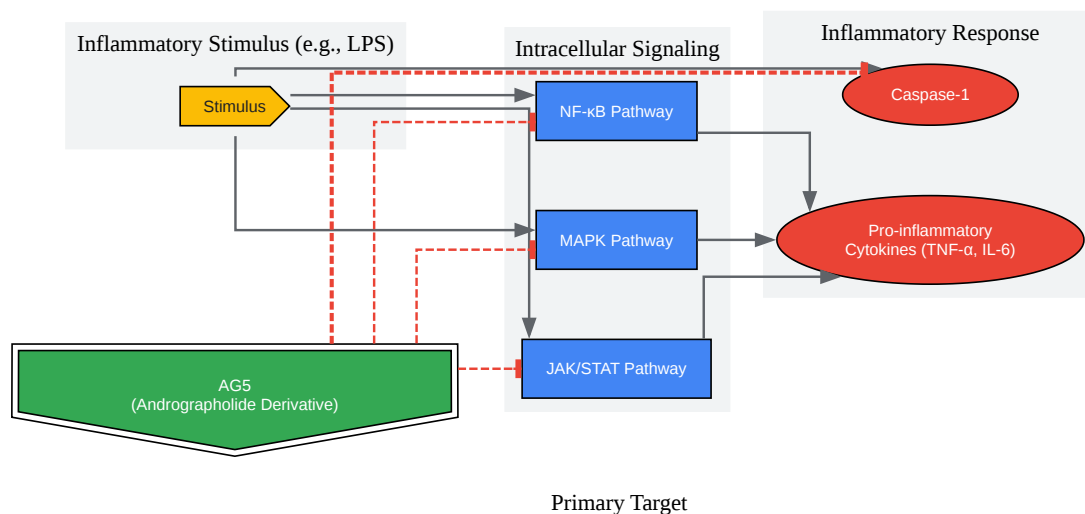 Inflammatory Stimulus (e.g., LPS)
Stimulus
Intracellular Signaling
NF-κB Pathway
MAPK Pathway
JAK/STAT Pathway
Inflammatory Response
Caspase-1
Pro-inflammatory
Cytokines (TNF-α, IL-6)
AG5
(Andrographolide Derivative)
Primary Target